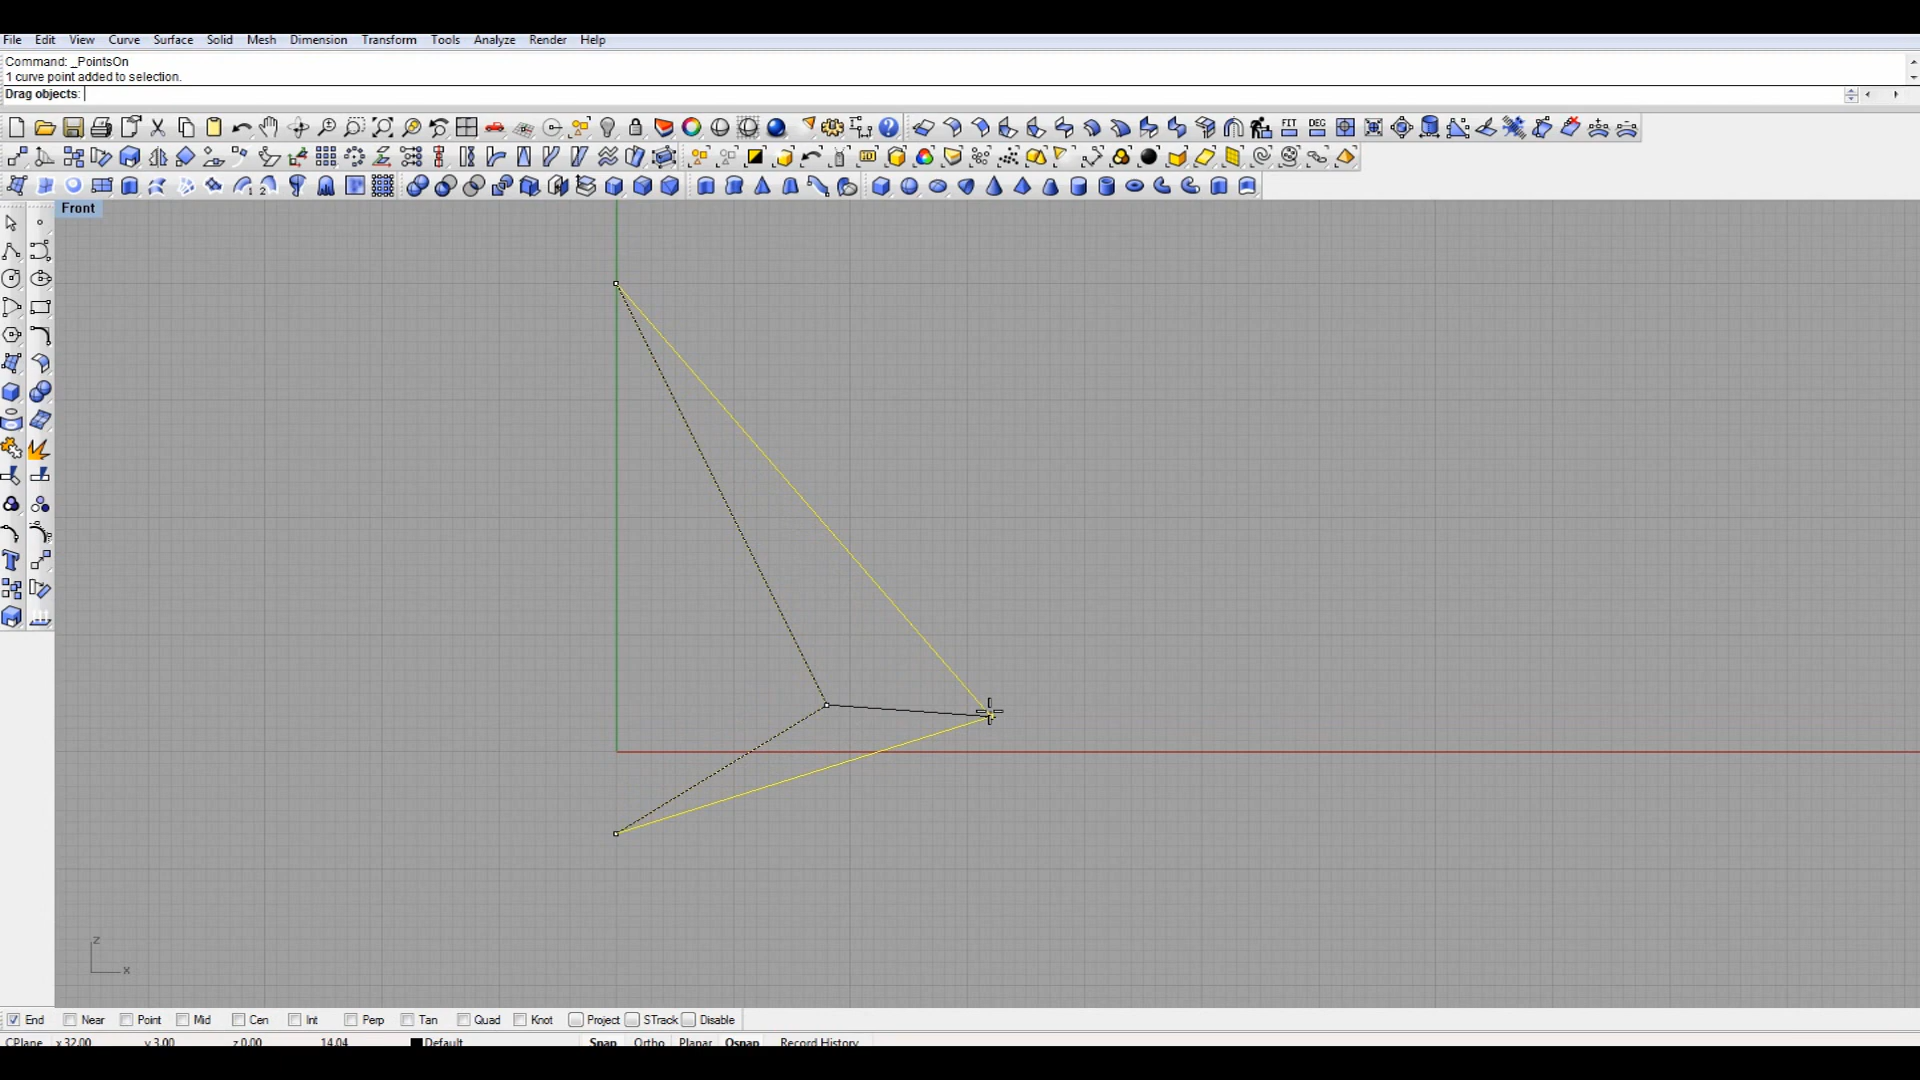 File Edit View Curve Surface Solid Mesh Dimension Transform Tools Analyze Render Help
Command: _PointsOn
1 curve point added to selection.
Drag objects:
FIT DEG
Front
z
x
End Near Point Mid Cen Int Perp Tan Quad Knot Project STrack Disable
CPlane x 32.00 y 3.00 z 0.00 14.04 Default Snap Ortho Planar Osnap Record History